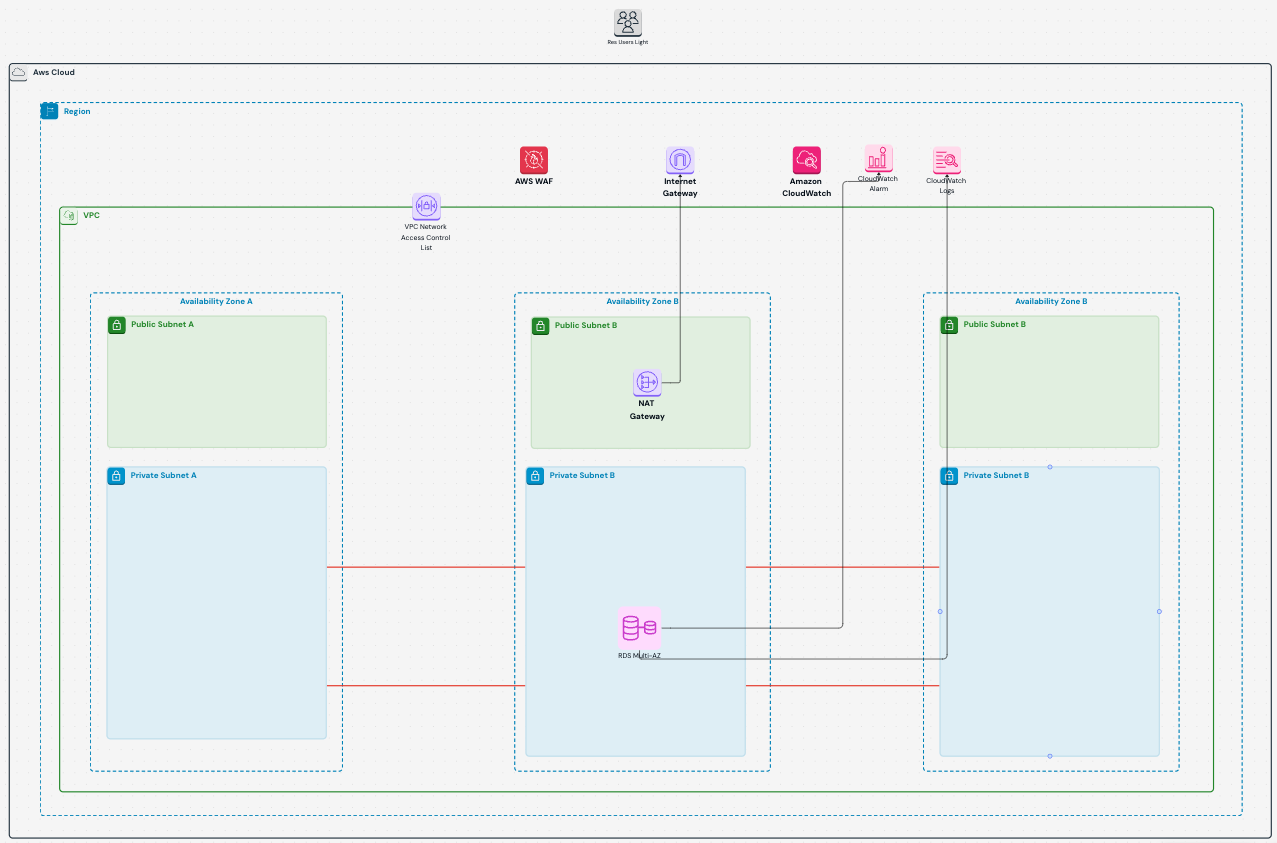 Res Users Light
Aws Cloud
Region
AWS WAF
Internet
Gateway
Amazon
CloudWatch
CloudWatch
Alarm
CloudWatch
Logs
VPC
VPC Network
Access Control
List
Availability Zone A
Availability Zone B
Availability Zone B
Public Subnet A
Public Subnet B
Public Subnet B
NAT
Gateway
Private Subnet A
Private Subnet B
Private Subnet B
RDS Multi-AZ